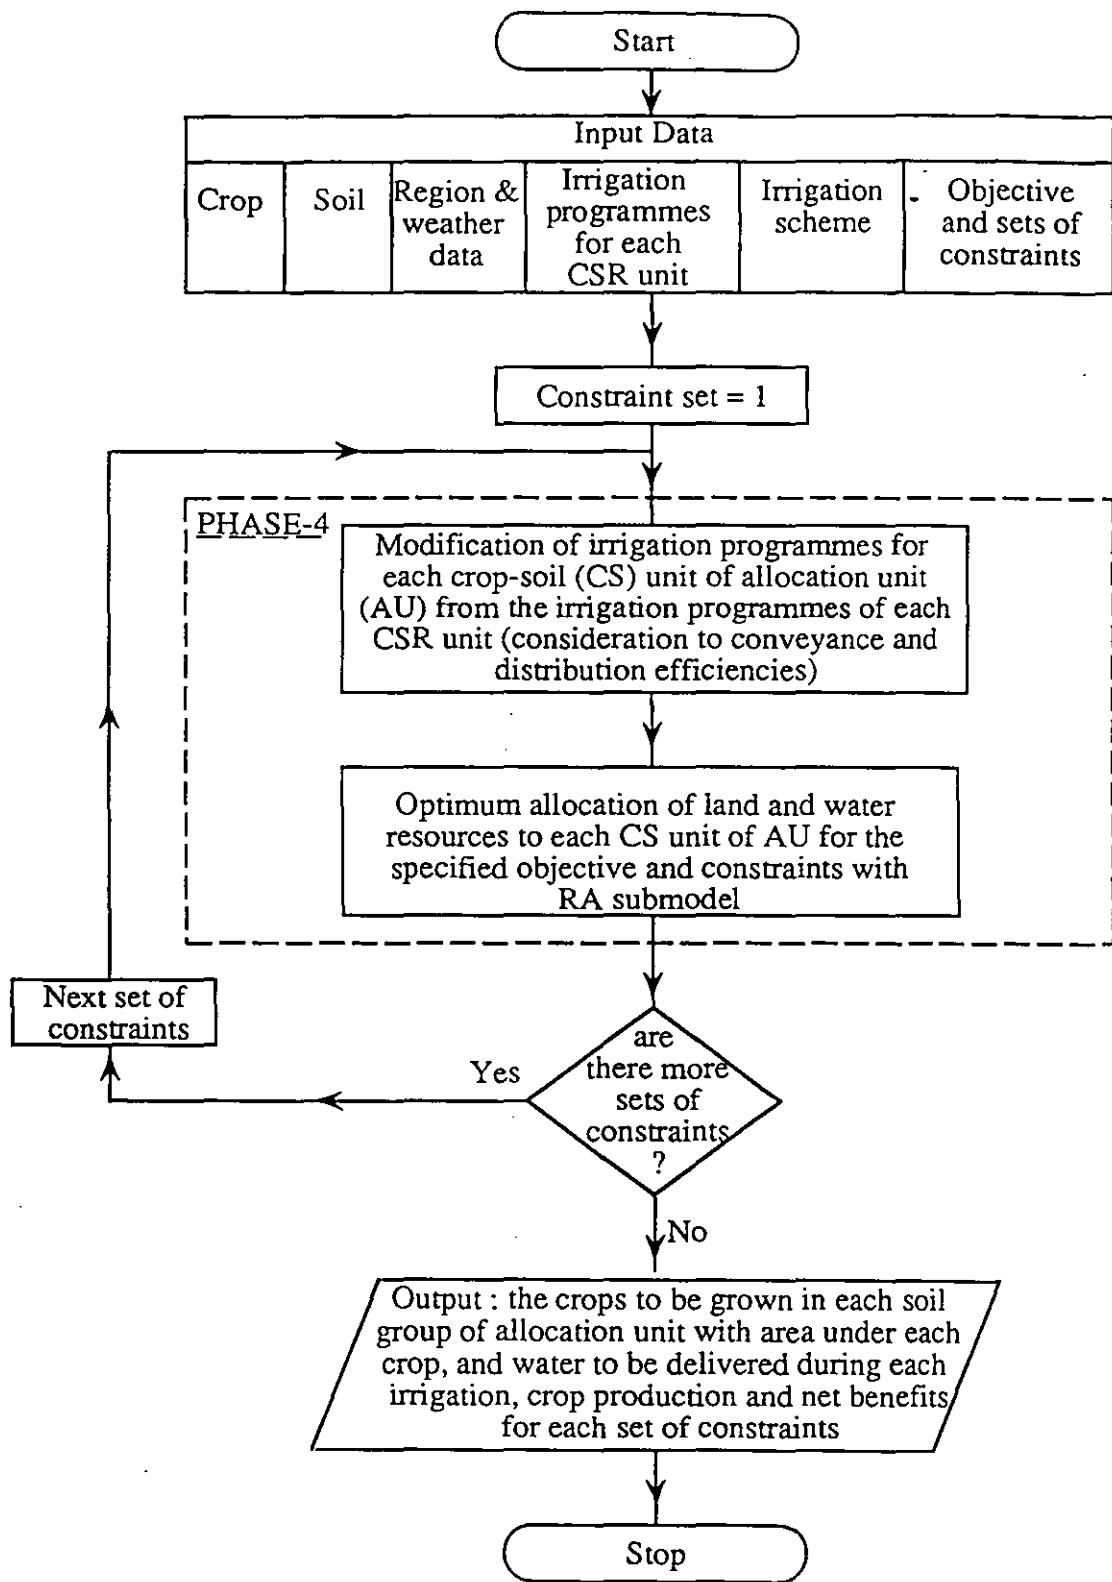 Start
Input Data
Crop
Soil
Region &
weather
data
Irrigation
programmes
for each
CSR unit
Irrigation
scheme
Objective
and sets of
constraints
Constraint set = 1
PHASE-4
Modification of irrigation programmes for
each crop-soil (CS) unit of allocation unit
(AU) from the irrigation programmes of each
CSR unit (consideration to conveyance and
distribution efficiencies)
Optimum allocation of land and water
resources to each CS unit of AU for the
specified objective and constraints with
RA submodel
Next set of
constraints
Yes
are
there more
sets of
constraints
?
No
Output : the crops to be grown in each soil
group of allocation unit with area under each
crop, and water to be delivered during each
irrigation, crop production and net benefits
for each set of constraints
Stop